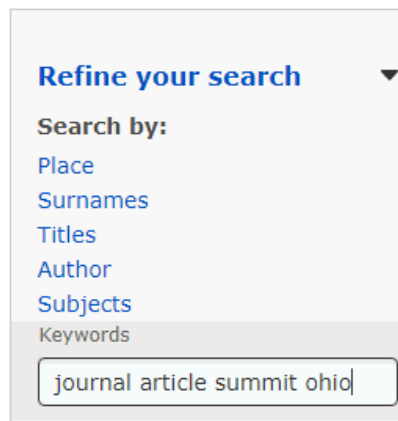 Refine your search
Search by:
Place
Surnames
Titles
Author
Subjects
Keywords
journal article summit ohio